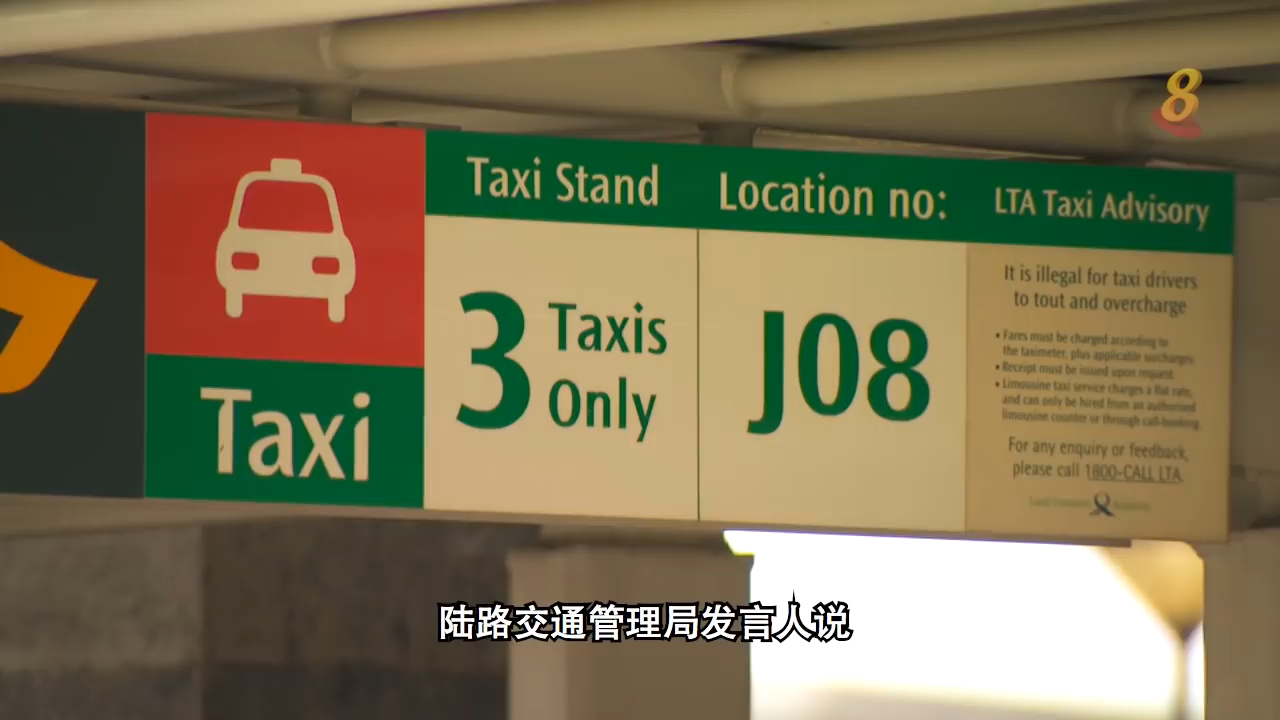 8
Taxi
Taxi Stand
3 Taxis
Only
Location no:
J08
LTA Taxi Advisory
It is illegal for taxi drivers
to tout and overcharge
• Fares must be charged according to
the taximeter, plus applicable surcharges.
• Receipt must be issued upon request.
• Limousine taxi service charges a flat rate,
and can only be hired from an authorised
limousine counter or through call-booking.
For any enquiry or feedback,
please call 1800-CALL LTA.
陆路交通管理局发言人说